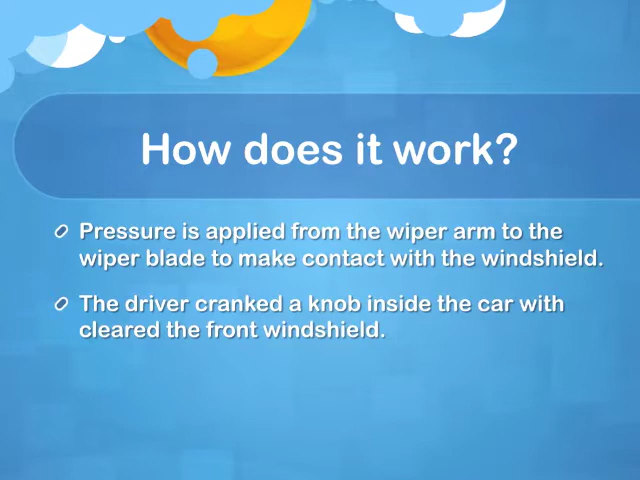 How does it work?
Pressure is applied from the wiper arm to the
wiper blade to make contact with the windshield.
The driver cranked a knob inside the car with
cleared the front windshield.